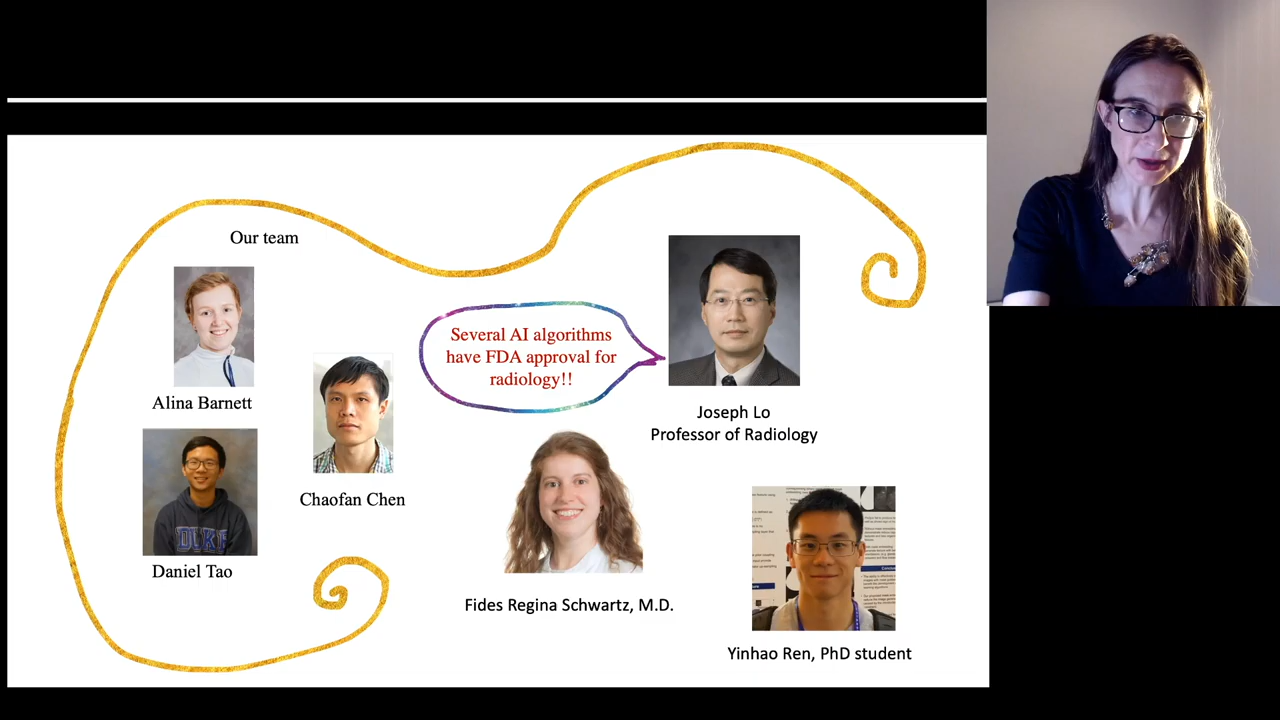 Our team
Several AI algorithms
have FDA approval for
radiology!!
Alina Barnett
Joseph Lo
Professor of Radiology
Chaofan Chen
DUKE
Daniel Tao
Fides Regina Schwartz, M.D.
Yinhao Ren, PhD student